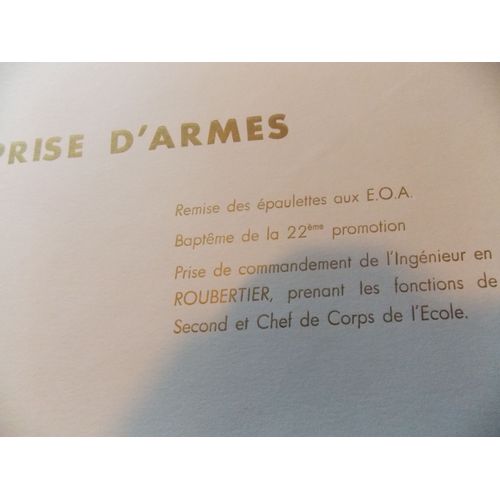 PRISE D'ARMES
Remise des épaulettes aux E.O.A.
Baptême de la 22ème promotion
Prise de commandement de l'Ingénieur en
ROUBERTIER, prenant les fonctions de
Second et Chef de Corps de l'Ecole.